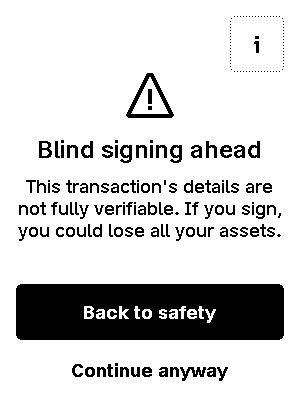 i
Blind signing ahead
This transaction's details are
not fully verifiable. If you sign,
you could lose all your assets.
Back to safety
Continue anyway